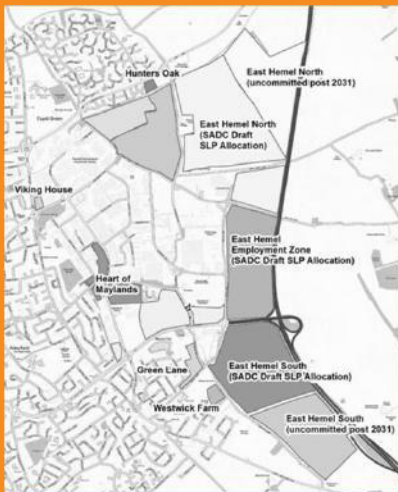 Hunters Oak
East Hemel North
(uncommitted post 2031)
East Hemel North
(SADC Draft
SLP Allocation)
Viking House
East Hemel
Employment Zone
(SADC Draft SLP Allocation)
Heart of
Maylands
Green Lane
East Hemel South
(SADC Draft SLP Allocation)
Westwick Farm
East Hemel South
(uncommitted post 2031)